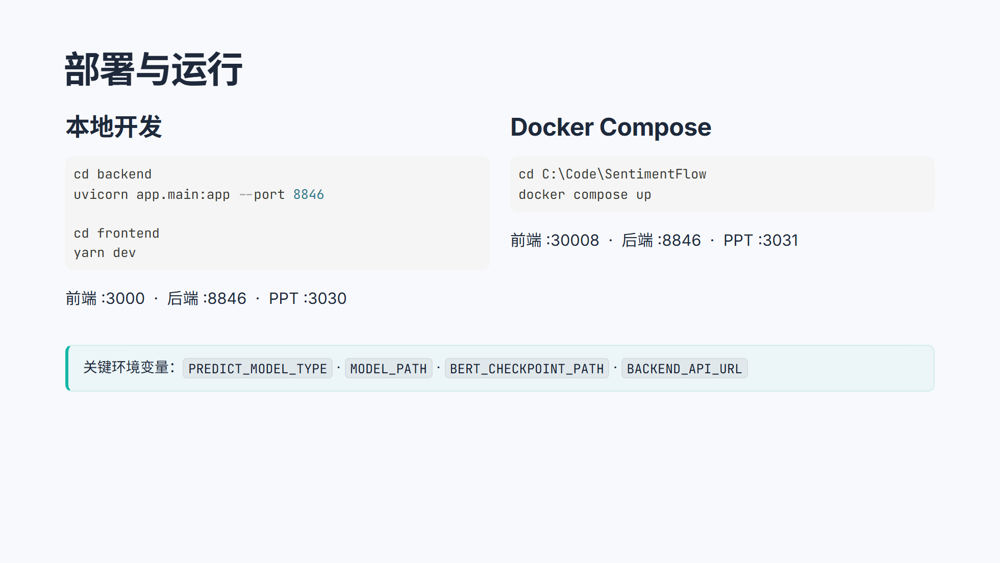 部署与运行
本地开发
cd backend
uvicorn app.main:app --port 8846
cd frontend
yarn dev
前端 :3000 · 后端 :8846 · PPT :3030
Docker Compose
cd C:\Code\SentimentFlow
docker compose up
前端 :30008 · 后端 :8846 · PPT :3031
关键环境变量： PREDICT_MODEL_TYPE · MODEL_PATH · BERT_CHECKPOINT_PATH · BACKEND_API_URL